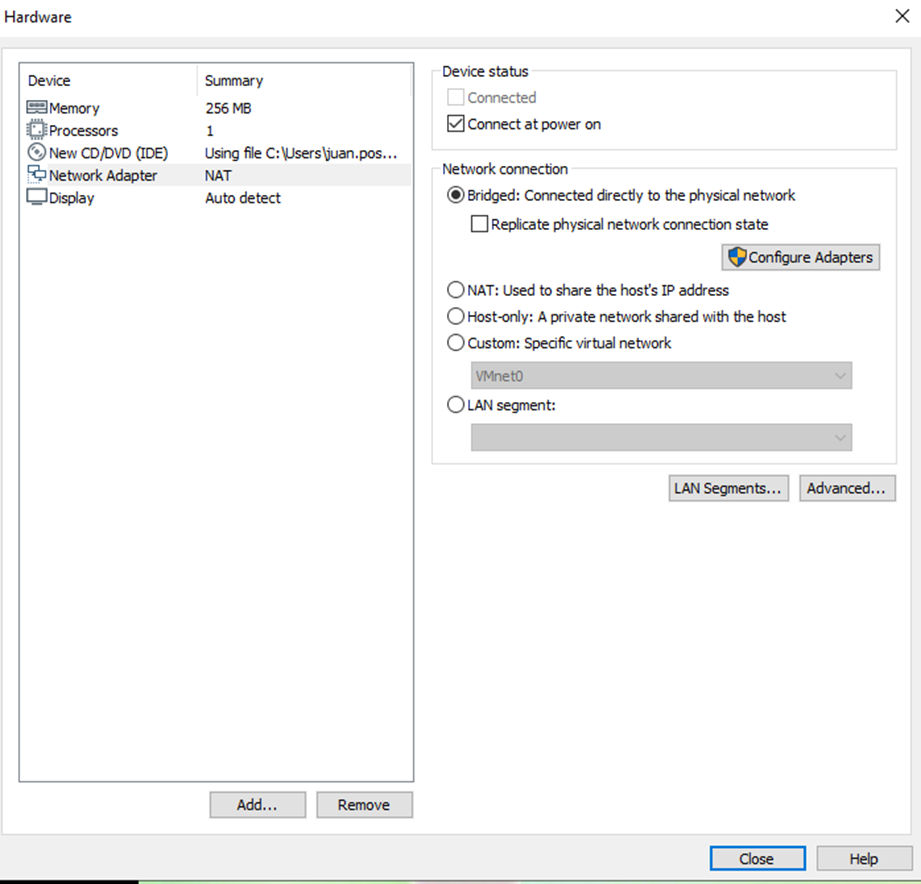 Hardware
Device Summary
Memory 256 MB
Processors 1
New CD/DVD (IDE) Using file C:\Users\juan.pos...
Network Adapter NAT
Display Auto detect
Add...
Remove
Device status
Connected
Connect at power on
Network connection
Bridged: Connected directly to the physical network
Replicate physical network connection state
Configure Adapters
NAT: Used to share the host's IP address
Host-only: A private network shared with the host
Custom: Specific virtual network
VMnet0
LAN segment:
LAN Segments...
Advanced...
Close
Help